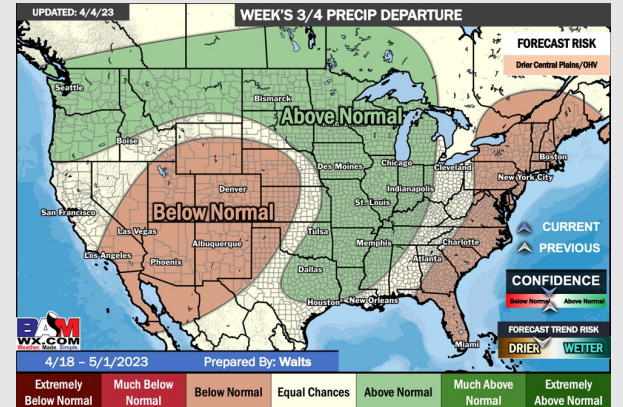 UPDATED: 4/4/23
WEEK'S 3/4 PRECIP DEPARTURE
FORECAST RISK
Drier Central Plains/OHV
Seattle
Bismarck
Above Normal
Boise
Boston
Des Moines
Chicago
Cleveland
New York City
Denver
Indianapolis
St. Louis
San Francisco
Below Normal
CURRENT
Las Vegas
Tulsa
PREVIOUS
Albuquerque
Memphis
Charlotte
Los Angeles
Phoenix
Atlanta
Dallas
CONFIDENCE
Below Normal
Above Normal
Houston
New Orleans
FORECAST TREND RISK
BAM
WX.COM
Weather. Made. Simple.
DRIER
WETTER
Miami
4/18 – 5/1/2023
Prepared By: Walts
Extremely Below Normal
Much Below Normal
Below Normal
Equal Chances
Above Normal
Much Above Normal
Extremely Above Normal